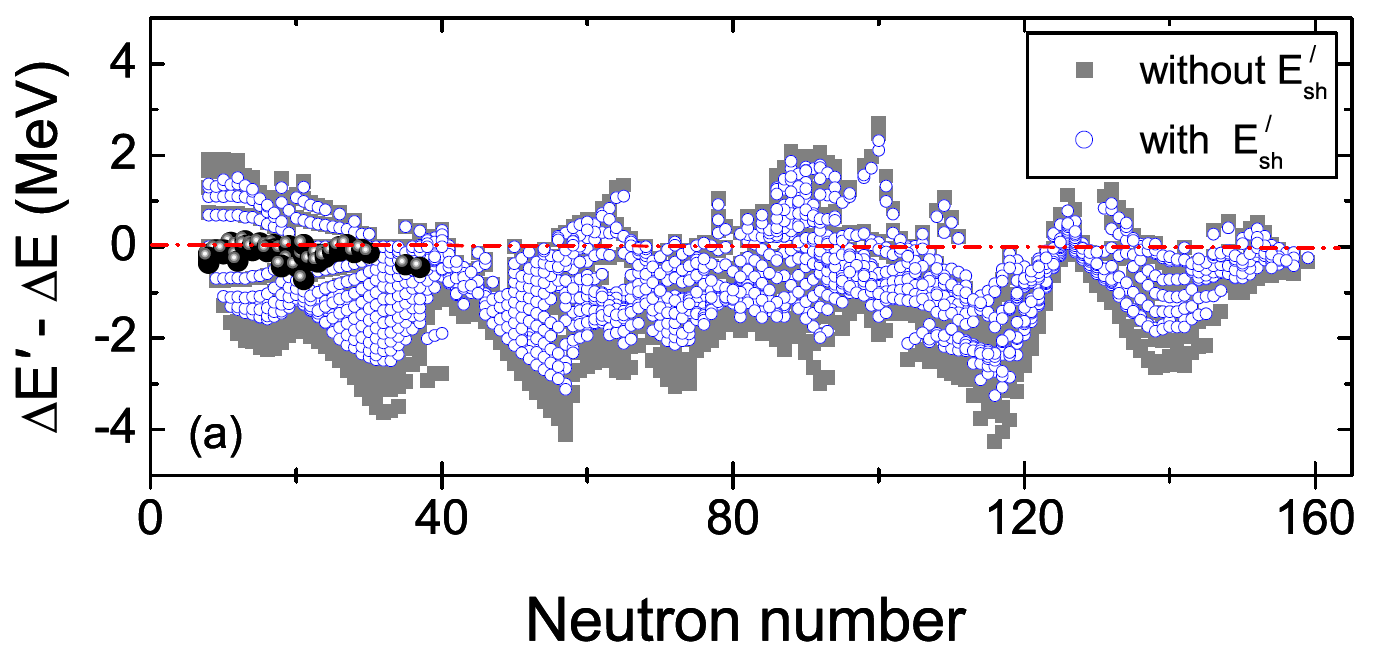 ΔE′ - ΔE (MeV)
4
2
0
-2
-4
without E′sh
with E′sh
(a)
0 40 80 120 160
Neutron number